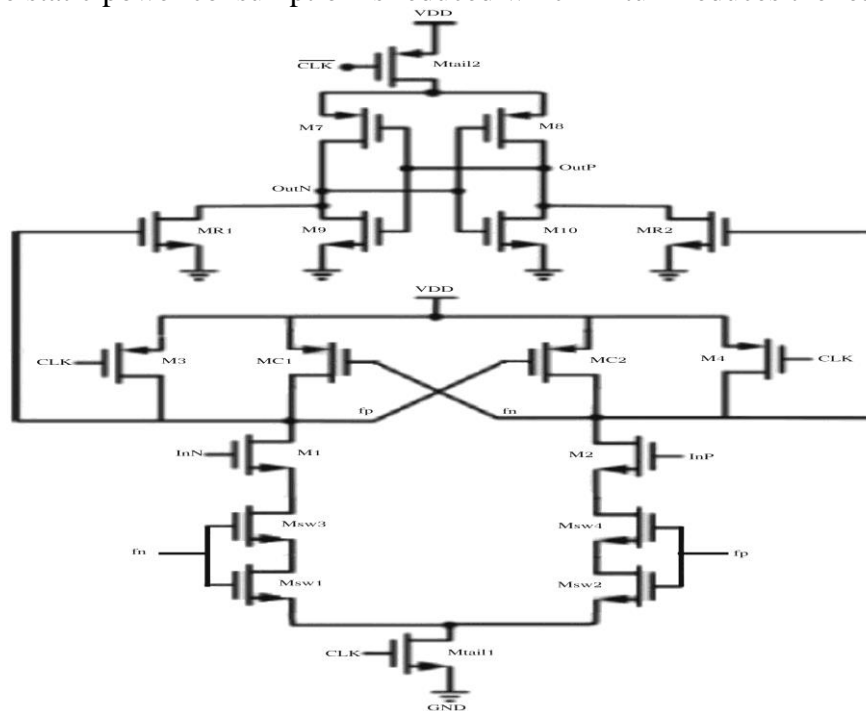 VDD
CLK
Mtail2
M7
M8
OutP
OutN
MR1
M9
M10
MR2
VDD
CLK
M3
MC1
MC2
M4
CLK
fp
fn
InN
M1
M2
InP
Msw3
Msw4
fn
fp
Msw1
Msw2
CLK
Mtail1
GND